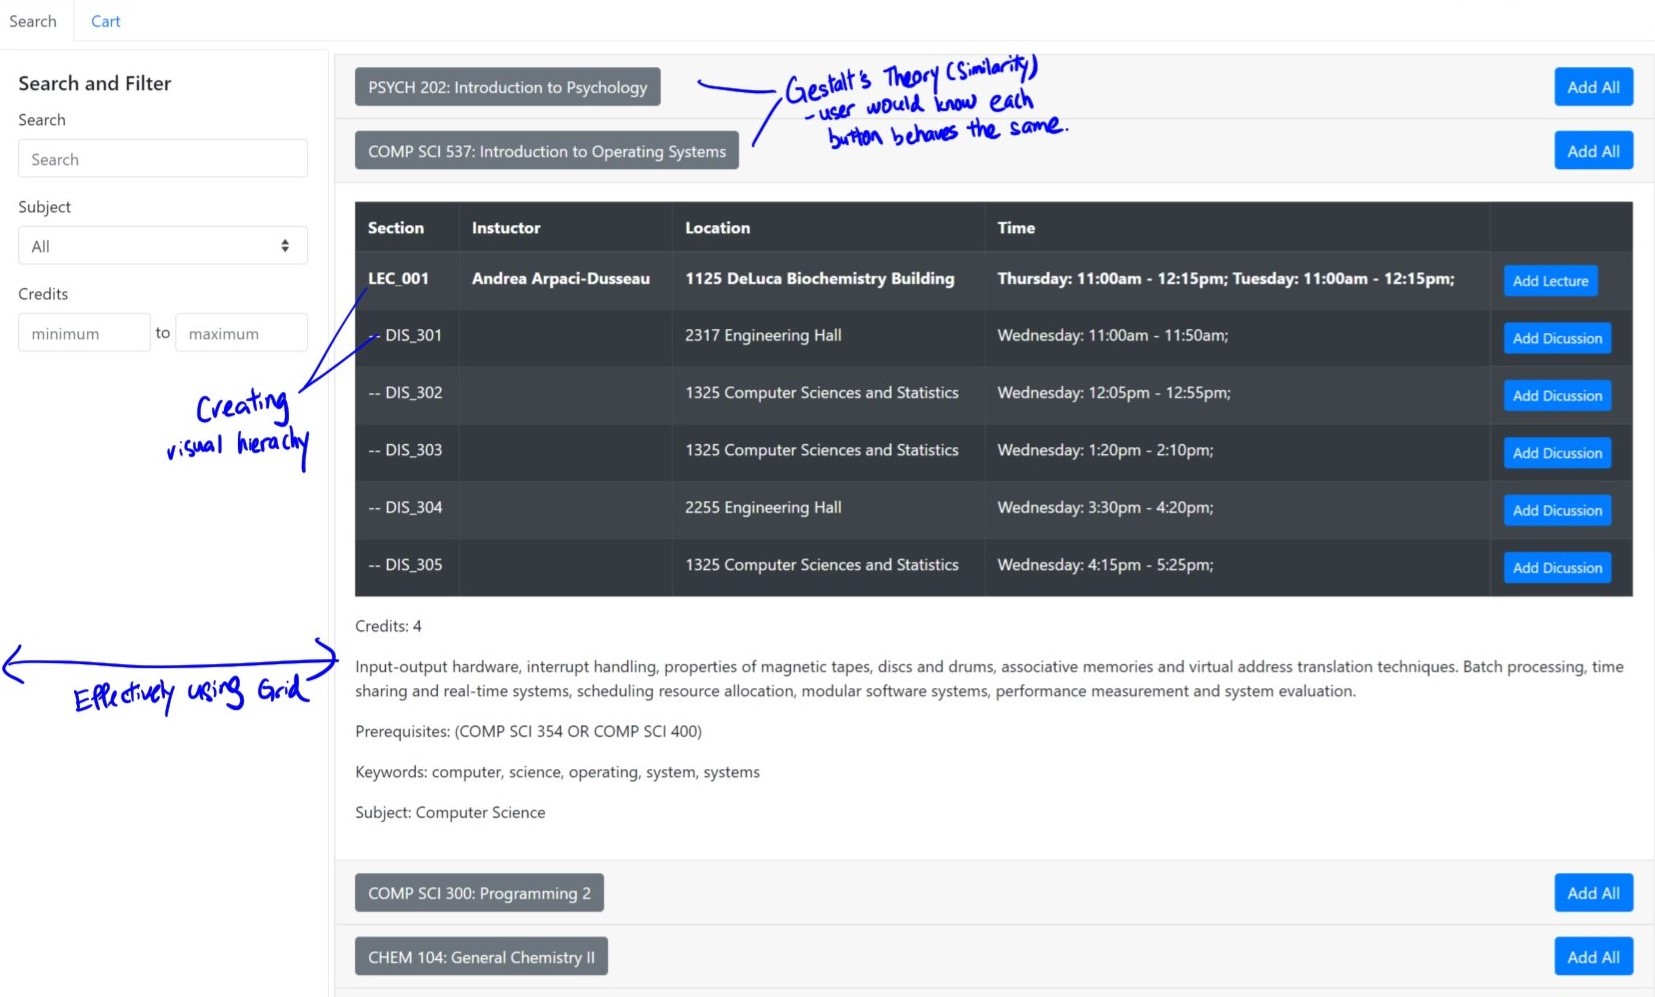 Search Cart
Search and Filter
Search
Search
Subject
All
Credits
minimum to maximum
Creating
visual hierachy
Effectively using Grid
PSYCH 202: Introduction to Psychology Add All
Gestalt's Theory (Similarity)
- user would know each
button behaves the same.
COMP SCI 537: Introduction to Operating Systems Add All
Section Instuctor Location Time
LEC_001 Andrea Arpaci-Dusseau 1125 DeLuca Biochemistry Building Thursday: 11:00am - 12:15pm; Tuesday: 11:00am - 12:15pm; Add Lecture
-- DIS_301 2317 Engineering Hall Wednesday: 11:00am - 11:50am; Add Dicussion
-- DIS_302 1325 Computer Sciences and Statistics Wednesday: 12:05pm - 12:55pm; Add Dicussion
-- DIS_303 1325 Computer Sciences and Statistics Wednesday: 1:20pm - 2:10pm; Add Dicussion
-- DIS_304 2255 Engineering Hall Wednesday: 3:30pm - 4:20pm; Add Dicussion
-- DIS_305 1325 Computer Sciences and Statistics Wednesday: 4:15pm - 5:25pm; Add Dicussion
Credits: 4
Input-output hardware, interrupt handling, properties of magnetic tapes, discs and drums, associative memories and virtual address translation techniques. Batch processing, time
sharing and real-time systems, scheduling resource allocation, modular software systems, performance measurement and system evaluation.
Prerequisites: (COMP SCI 354 OR COMP SCI 400)
Keywords: computer, science, operating, system, systems
Subject: Computer Science
COMP SCI 300: Programming 2 Add All
CHEM 104: General Chemistry II Add All